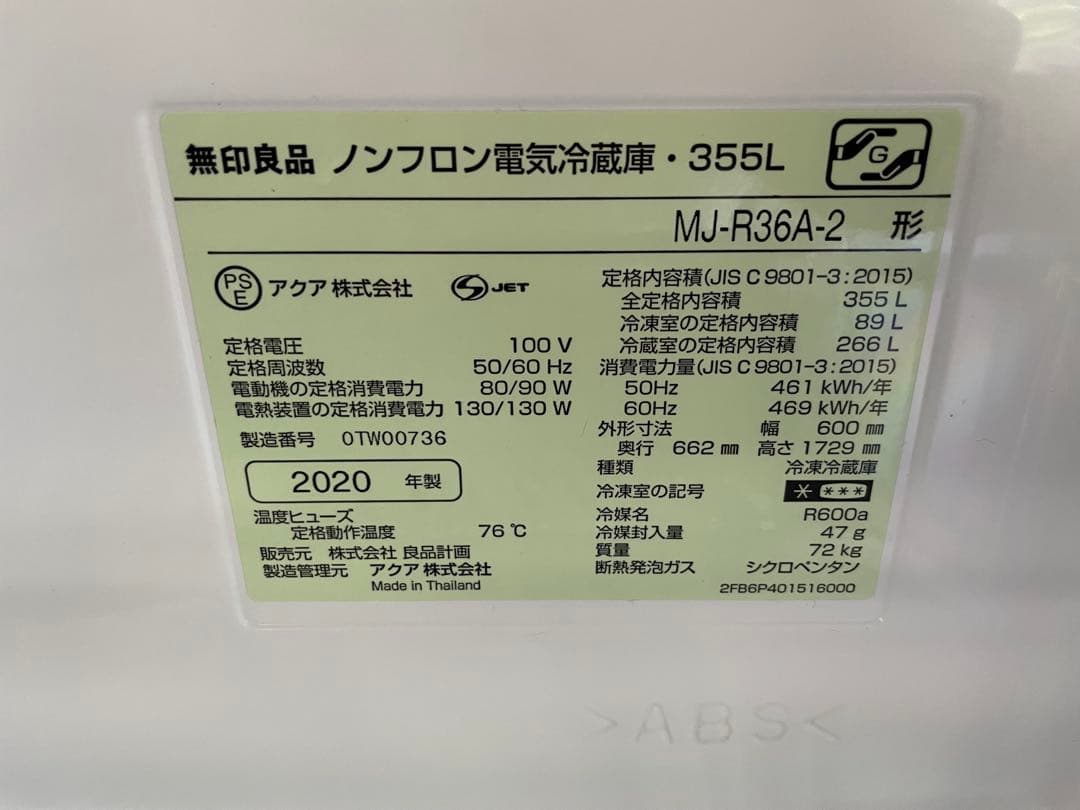 無印良品 ノンフロン電気冷蔵庫・355L G
MJ-R36A-2 形
PSE アクア 株式会社 S JET
定格電圧 100 V
定格周波数 50/60 Hz
電動機の定格消費電力 80/90 W
電熱装置の定格消費電力 130/130 W
製造番号 0TW00736
2020 年製
温度ヒューズ
定格動作温度 76 ℃
販売元 株式会社 良品計画
製造管理元 アクア 株式会社
Made in Thailand
定格内容積(JIS C 9801-3:2015)
全定格内容積 355 L
冷凍室の定格内容積 89 L
冷蔵室の定格内容積 266 L
消費電力量(JIS C 9801-3:2015)
50Hz 461 kWh/年
60Hz 469 kWh/年
外形寸法 幅 600 ㎜
奥行 662 ㎜ 高さ 1729 ㎜
種類 冷凍冷蔵庫
冷凍室の記号 * ***
冷媒名 R600a
冷媒封入量 47 g
質量 72 kg
断熱発泡ガス シクロペンタン
2FB6P401516000
>ABS<